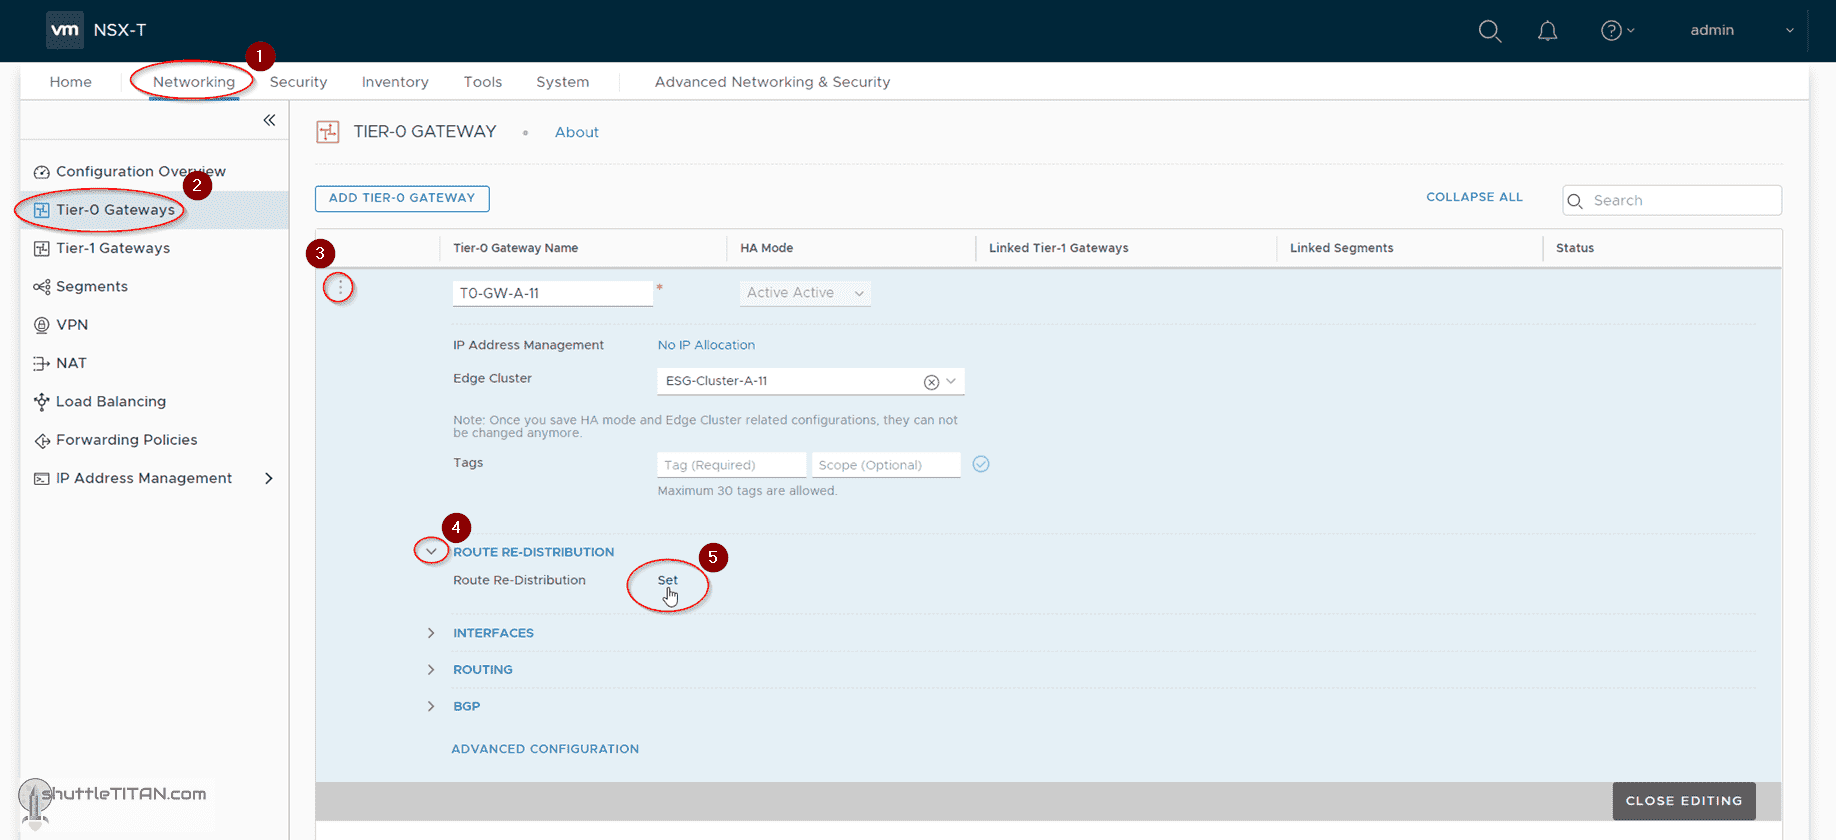 vm NSX-T admin
1
Home Networking Security Inventory Tools System Advanced Networking & Security
TIER-0 GATEWAY • About
Configuration Overview
2
Tier-0 Gateways
Tier-1 Gateways
Segments
VPN
NAT
Load Balancing
Forwarding Policies
IP Address Management
ADD TIER-0 GATEWAY COLLAPSE ALL Search
Tier-0 Gateway Name HA Mode Linked Tier-1 Gateways Linked Segments Status
3
T0-GW-A-11 * Active Active
IP Address Management No IP Allocation
Edge Cluster ESG-Cluster-A-11
Note: Once you save HA mode and Edge Cluster related configurations, they can not
be changed anymore.
Tags Tag (Required) Scope (Optional)
Maximum 30 tags are allowed.
4
ROUTE RE-DISTRIBUTION
5
Route Re-Distribution Set
INTERFACES
ROUTING
BGP
ADVANCED CONFIGURATION
CLOSE EDITING
shuttleTITAN.com